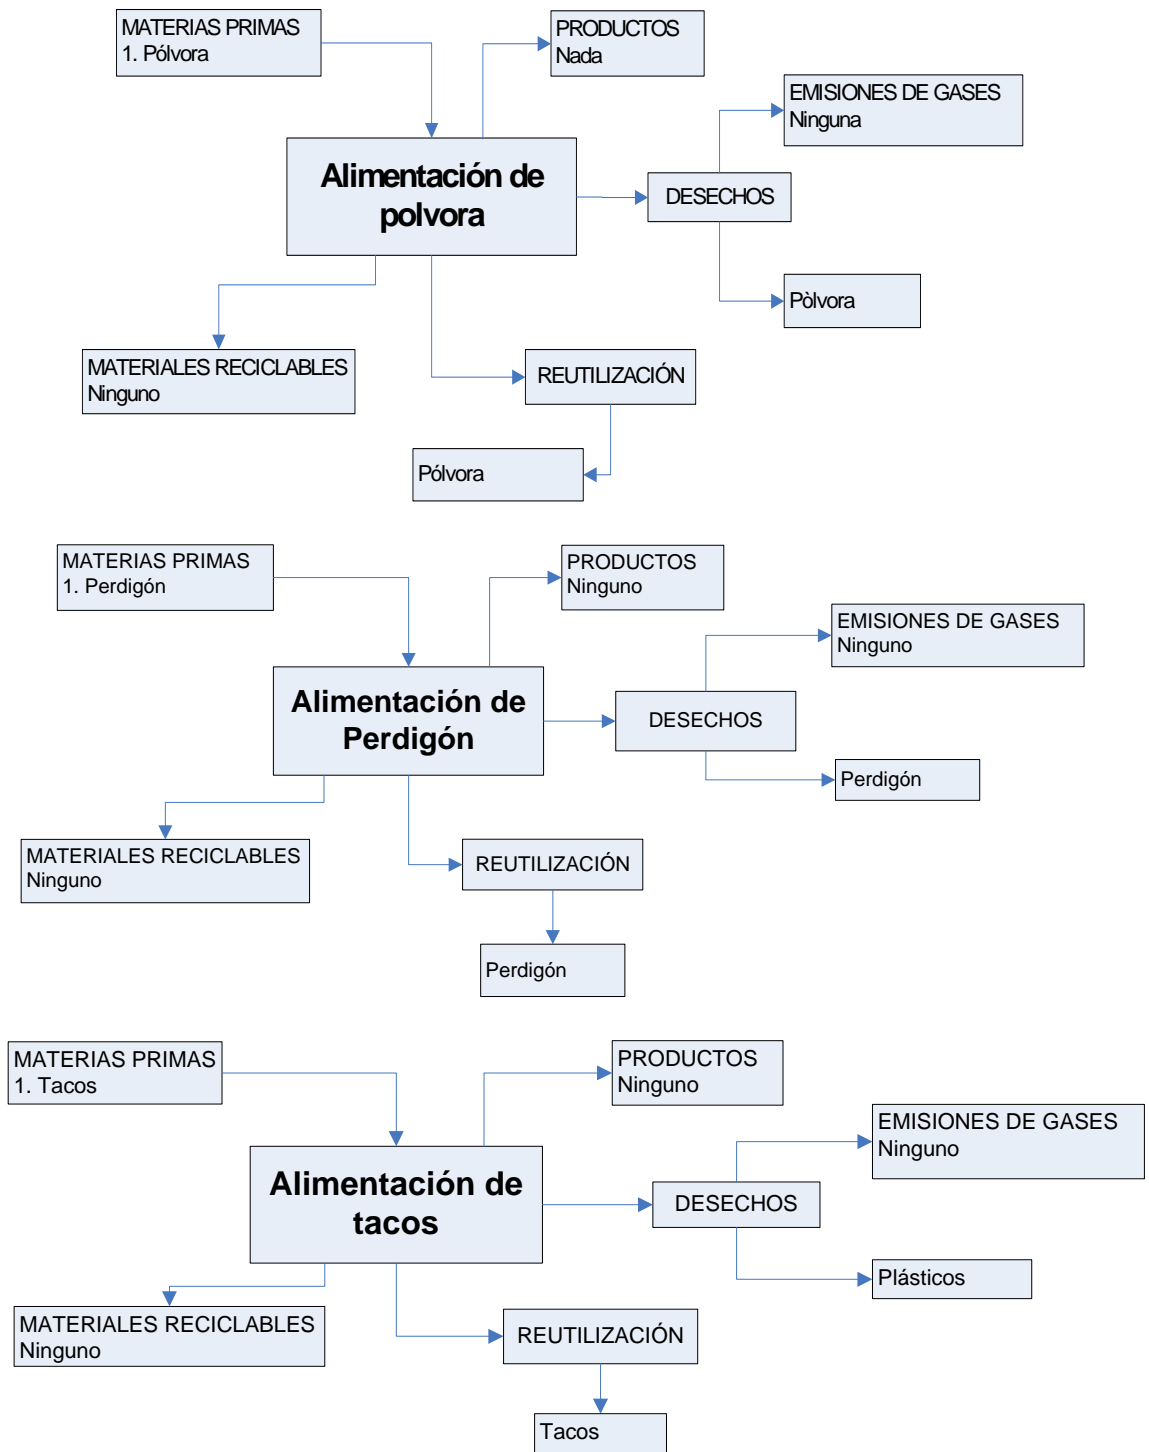 MATERIAS PRIMAS
1. Pólvora
PRODUCTOS
Nada
EMISIONES DE GASES
Ninguna
Alimentación de
polvora
DESECHOS
Pòlvora
MATERIALES RECICLABLES
Ninguno
REUTILIZACIÓN
Pólvora
MATERIAS PRIMAS
1. Perdigón
PRODUCTOS
Ninguno
EMISIONES DE GASES
Ninguno
Alimentación de
Perdigón
DESECHOS
Perdigón
MATERIALES RECICLABLES
Ninguno
REUTILIZACIÓN
Perdigón
MATERIAS PRIMAS
1. Tacos
PRODUCTOS
Ninguno
EMISIONES DE GASES
Ninguno
Alimentación de
tacos
DESECHOS
Plásticos
MATERIALES RECICLABLES
Ninguno
REUTILIZACIÓN
Tacos